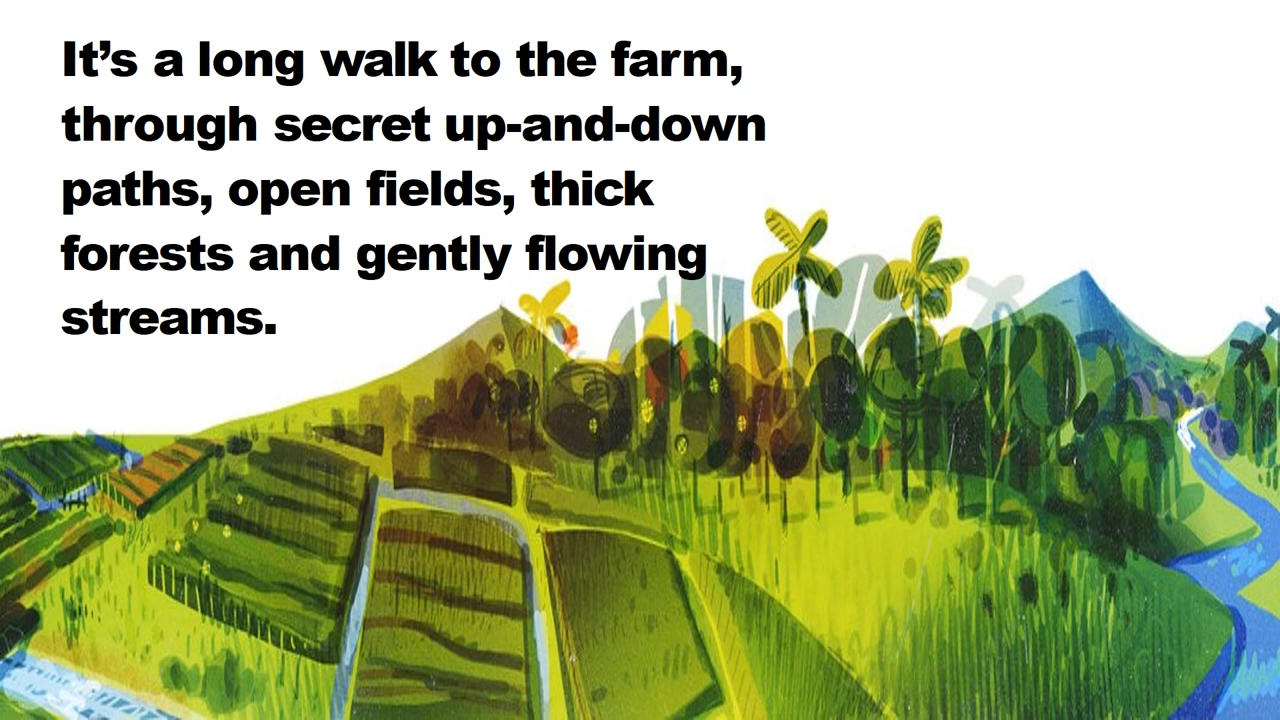 It’s a long walk to the farm,
through secret up-and-down
paths, open fields, thick
forests and gently flowing
streams.